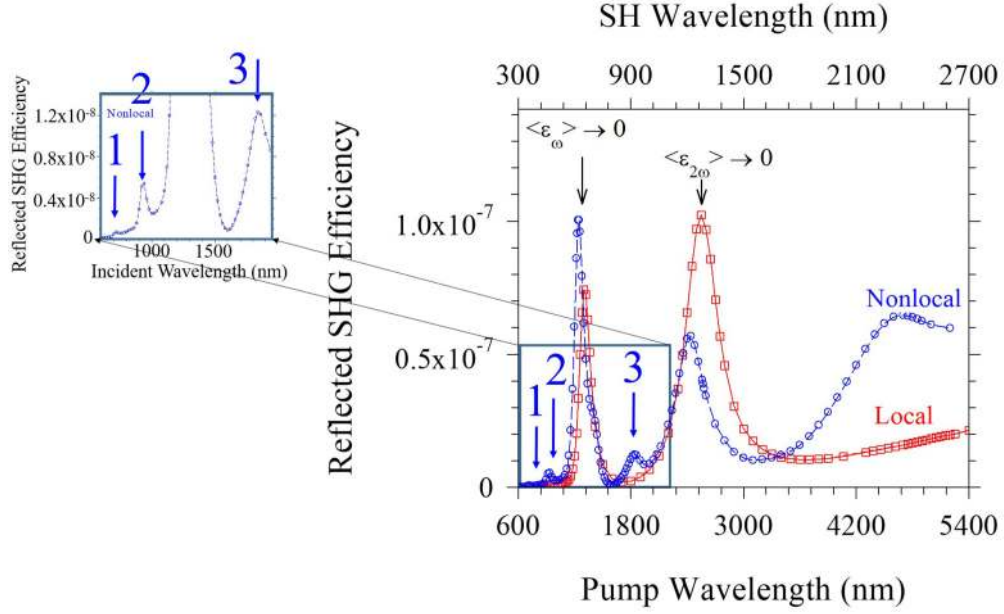 SH Wavelength (nm)
300 900 1500 2100 2700
3
2
1
Nonlocal
1.2x10⁻⁸
0.8x10⁻⁸
0.4x10⁻⁸
0
1000 1500
Incident Wavelength (nm)
Reflected SHG Efficiency
Reflected SHG Efficiency
<ε_ω> → 0
<ε_2ω> → 0
1.0x10⁻⁷
0.5x10⁻⁷
0
Nonlocal
Local
1
2
3
600 1800 3000 4200 5400
Pump Wavelength (nm)